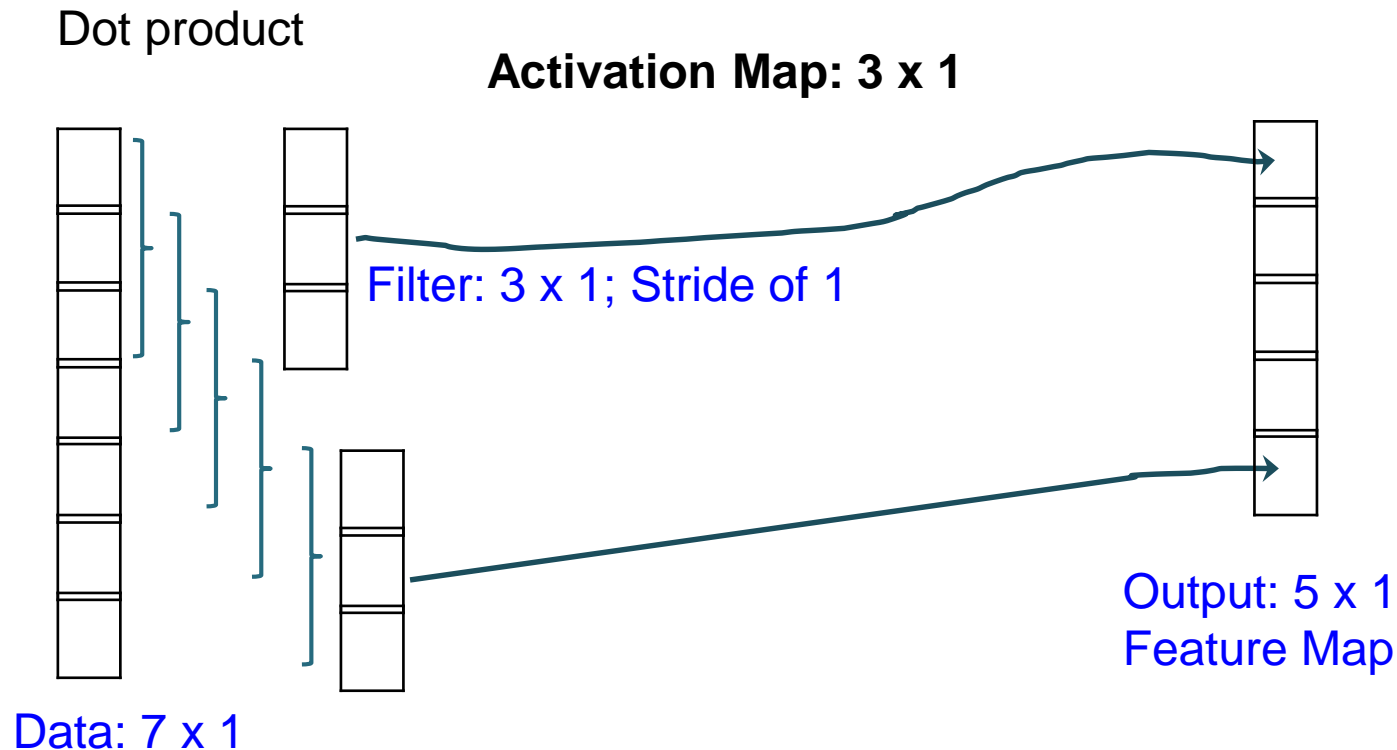 Dot product
Activation Map: 3 x 1
Filter: 3 x 1; Stride of 1
Output: 5 x 1
Feature Map
Data: 7 x 1